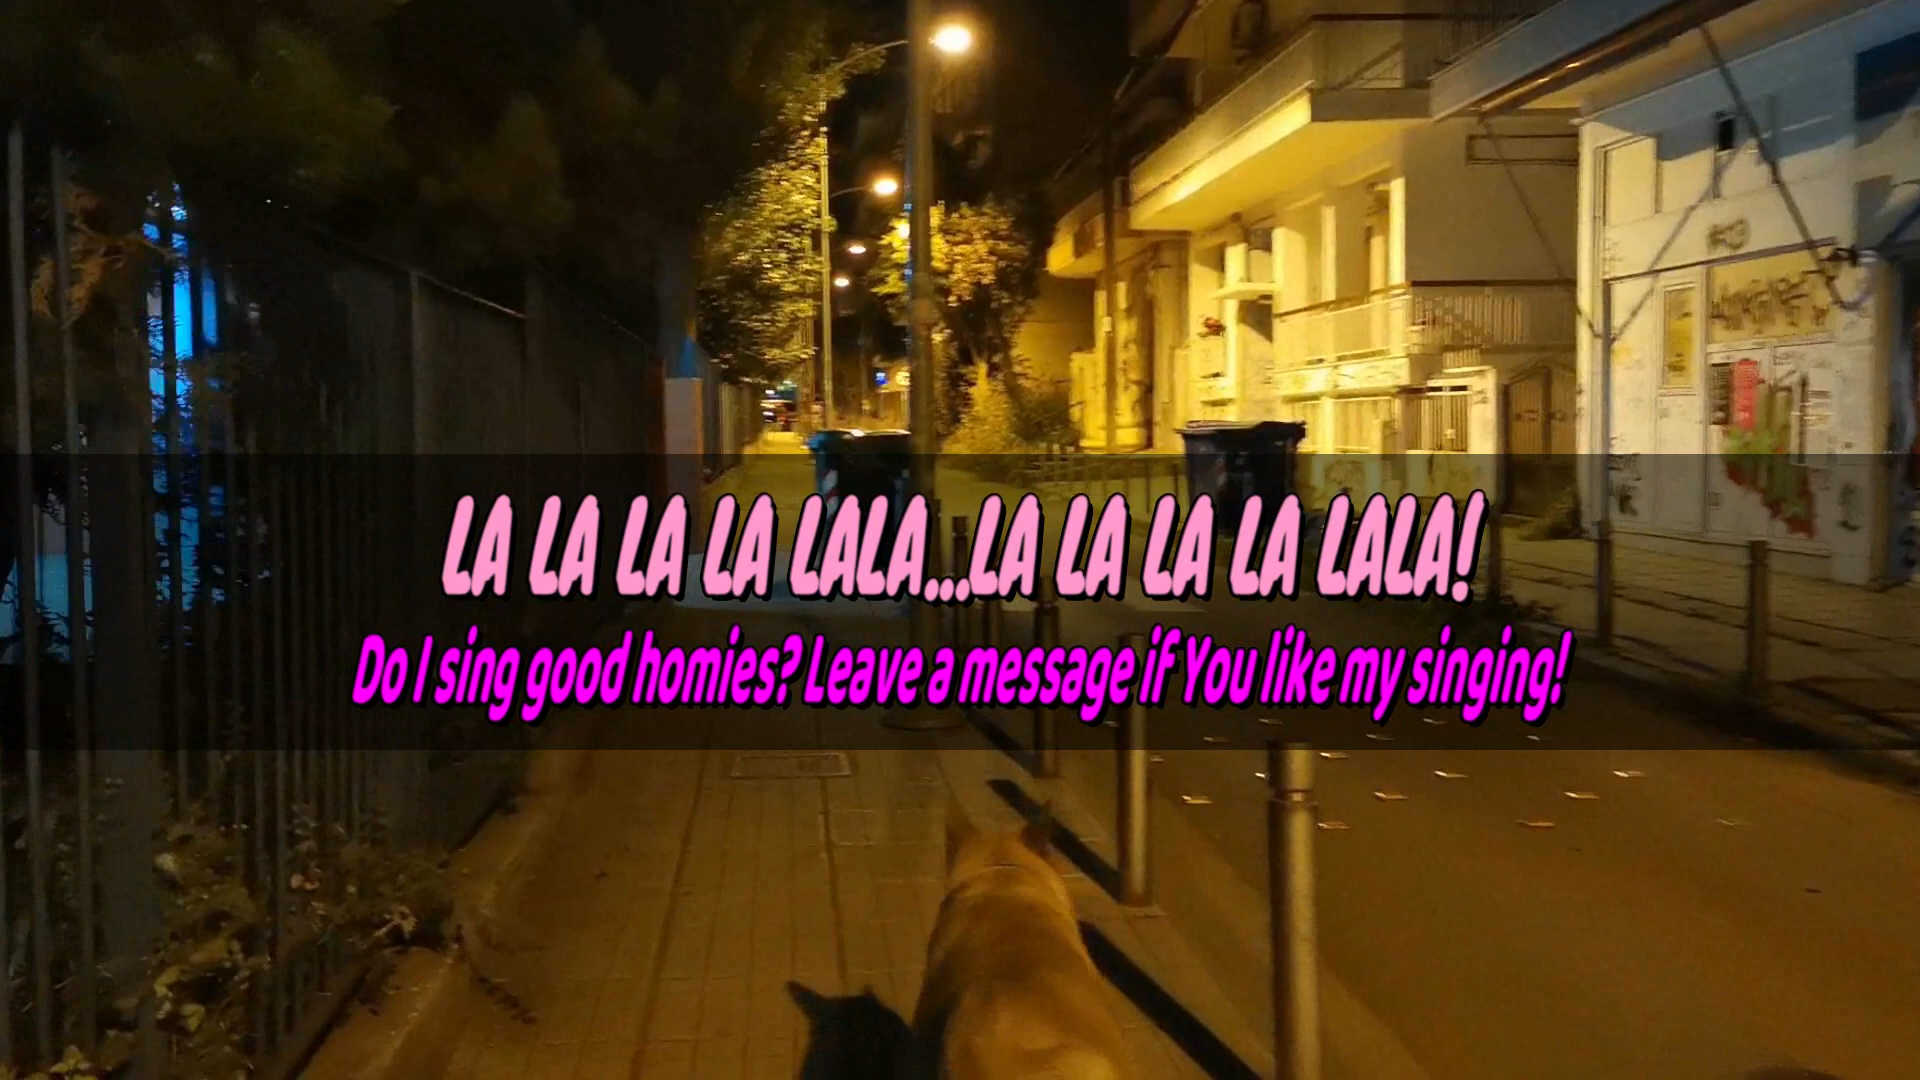 LA LA LA LA LALA...LA LA LA LA LALA!
Do I sing good homies? Leave a message if You like my singing!